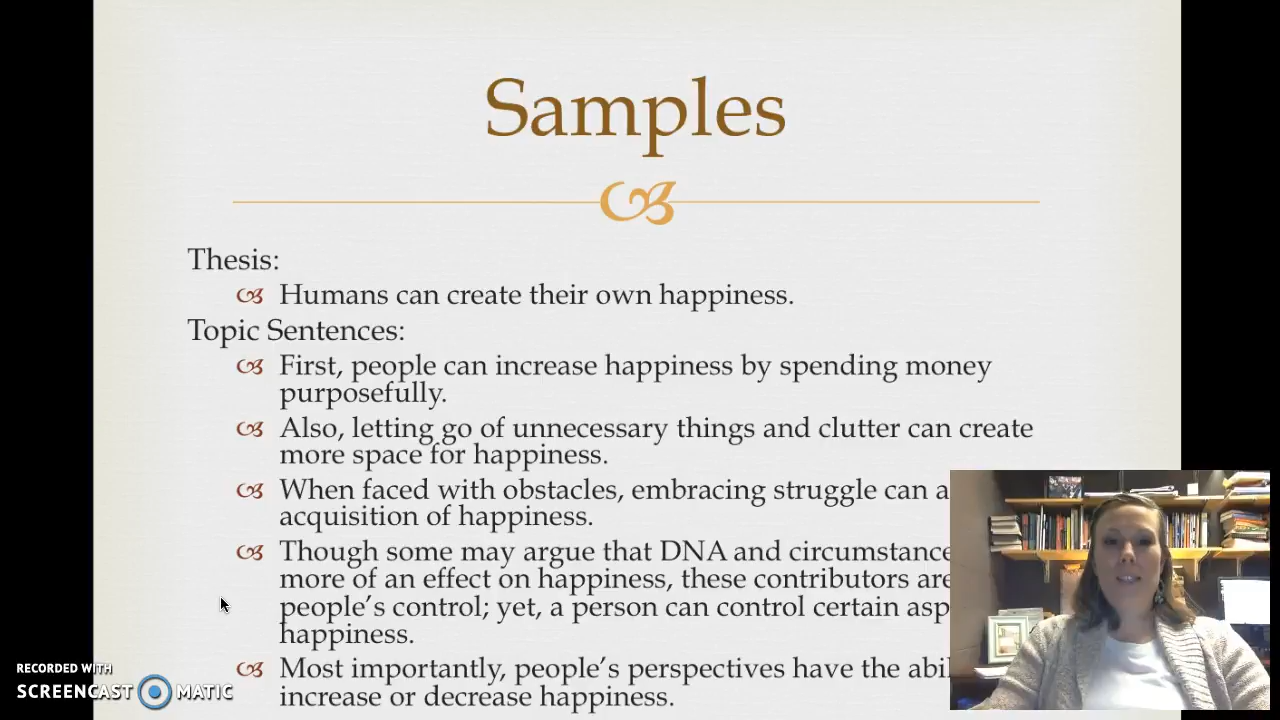 Samples
Thesis:
Humans can create their own happiness.
Topic Sentences:
First, people can increase happiness by spending money
purposefully.
Also, letting go of unnecessary things and clutter can create
more space for happiness.
When faced with obstacles, embracing struggle can
acquisition of happiness.
Though some may argue that DNA and
more of an effect on happiness, these contributors are
people's control; yet, a person can control certain
happiness.
Most importantly, people's perspectives have the
increase or decrease happiness.
RECORDED WITH
SCREENCAST MATIC